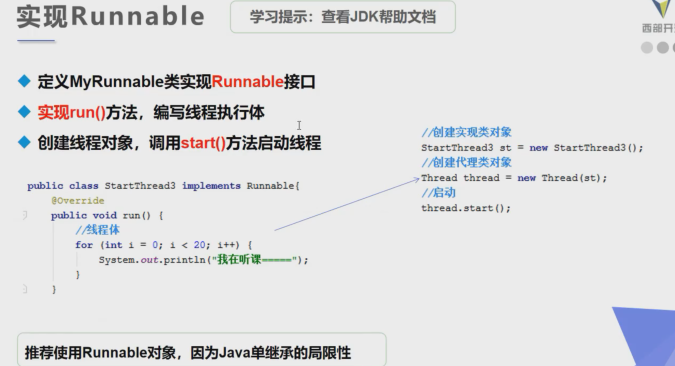 实现Runnable
学习提示：查看JDK帮助文档
西部开
定义MyRunnable类实现Runnable接口
实现run()方法，编写线程执行体
创建线程对象，调用start()方法启动线程
public class StartThread3 implements Runnable{
@Override
public void run() {
//线程体
for (int i = 0; i < 20; i++) {
System.out.println("我在听课=====");
}
}
//创建实现类对象
StartThread3 st = new StartThread3();
//创建代理类对象
Thread thread = new Thread(st);
//启动
thread.start();
推荐使用Runnable对象，因为Java单继承的局限性